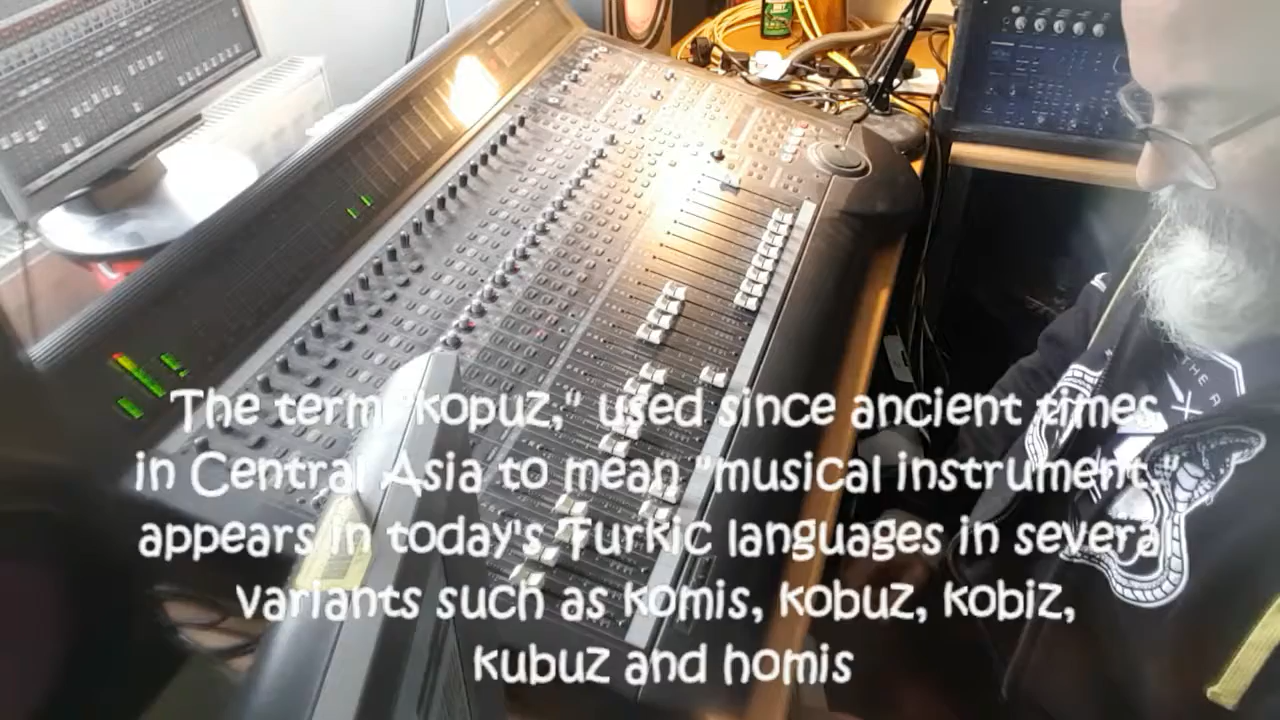 The term "kopuz," used since ancient times
in Central Asia to mean "musical instrument,"
appears in today's Turkic languages in several
variants such as komis, kobuz, kobiz,
kubuz and homis
THE